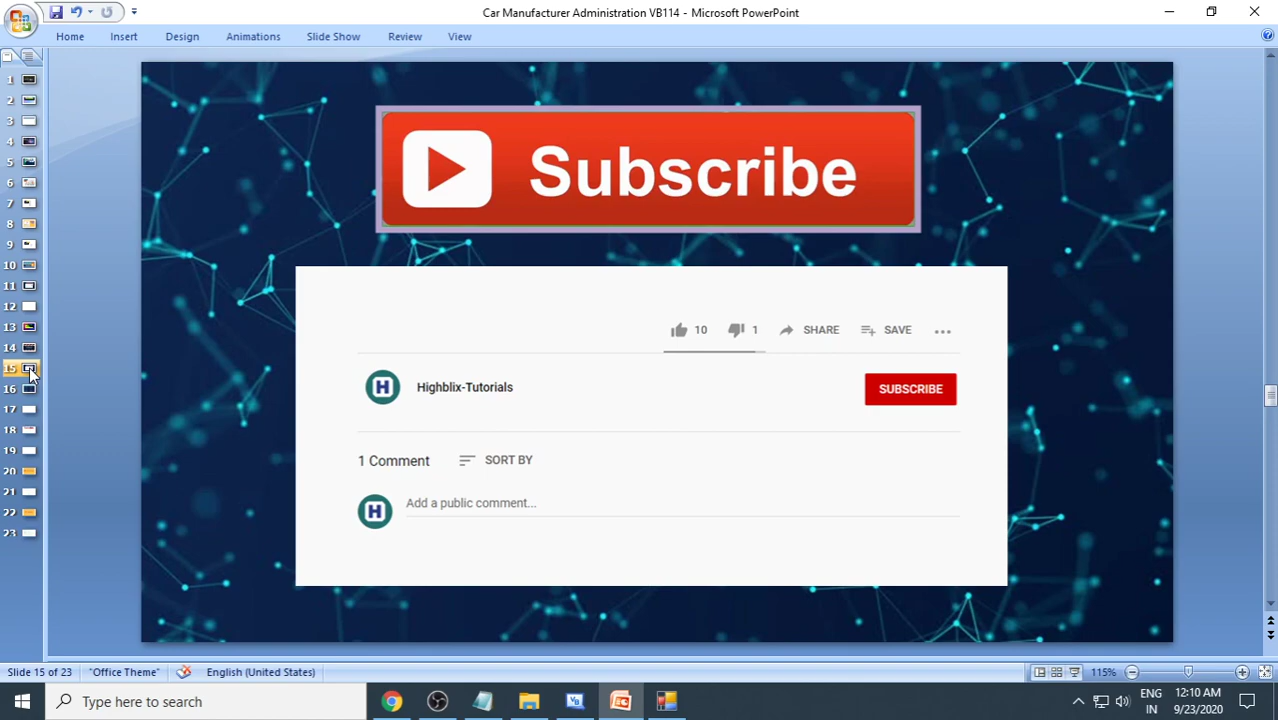 Car Manufacturer Administration VB114 - Microsoft PowerPoint
Home Insert Design Animations Slide Show Review View
1
2
3
4
5
6
7
8
9
10
11
12
13
14
15
16
17
18
19
20
21
22
23
Subscribe
10 1 SHARE SAVE ...
H Highblix-Tutorials SUBSCRIBE
1 Comment SORT BY
H Add a public comment...
Slide 15 of 23 "Office Theme" English (United States) 115%
Type here to search
ENG 12:10 AM
IN 9/23/2020